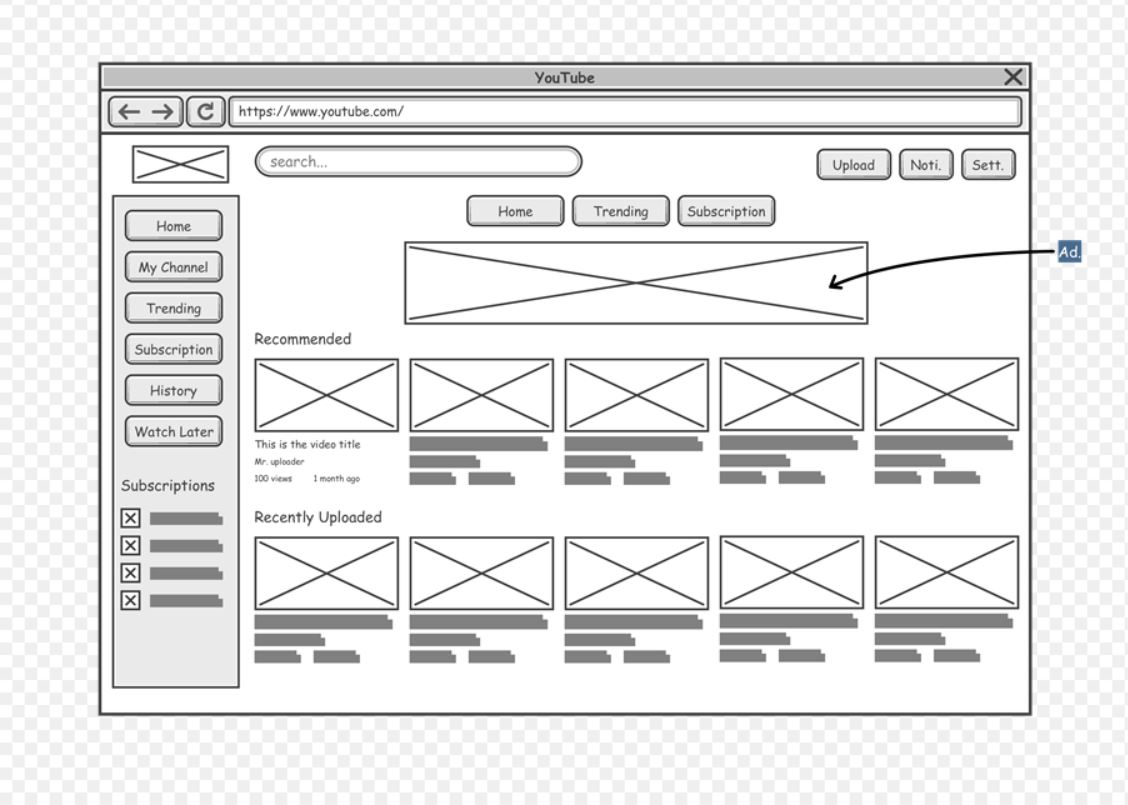 YouTube
https://www.youtube.com/
search...
Upload
Noti.
Sett.
Home
Trending
Subscription
Ad.
Home
My Channel
Trending
Subscription
History
Watch Later
Subscriptions
Recommended
This is the video title
Mr. uploader
100 views 1 month ago
Recently Uploaded